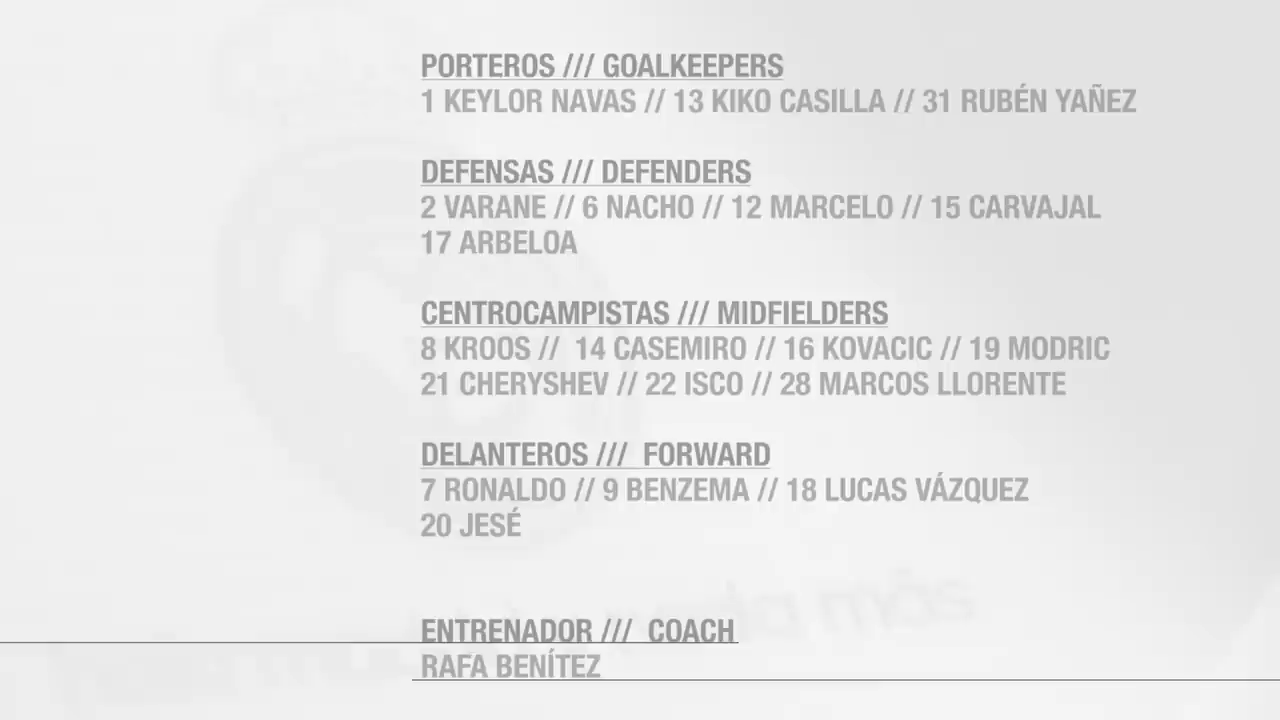 PORTEROS /// GOALKEEPERS
1 KEYLOR NAVAS // 13 KIKO CASILLA // 31 RUBÉN YAÑEZ
DEFENSAS /// DEFENDERS
2 VARANE // 6 NACHO // 12 MARCELO // 15 CARVAJAL
17 ARBELOA
CENTROCAMPISTAS /// MIDFIELDERS
8 KROOS // 14 CASEMIRO // 16 KOVACIC // 19 MODRIC
21 CHERYSHEV // 22 ISCO // 28 MARCOS LLORENTE
DELANTEROS /// FORWARD
7 RONALDO // 9 BENZEMA // 18 LUCAS VÁZQUEZ
20 JESÉ
ENTRENADOR /// COACH
RAFA BENÍTEZ